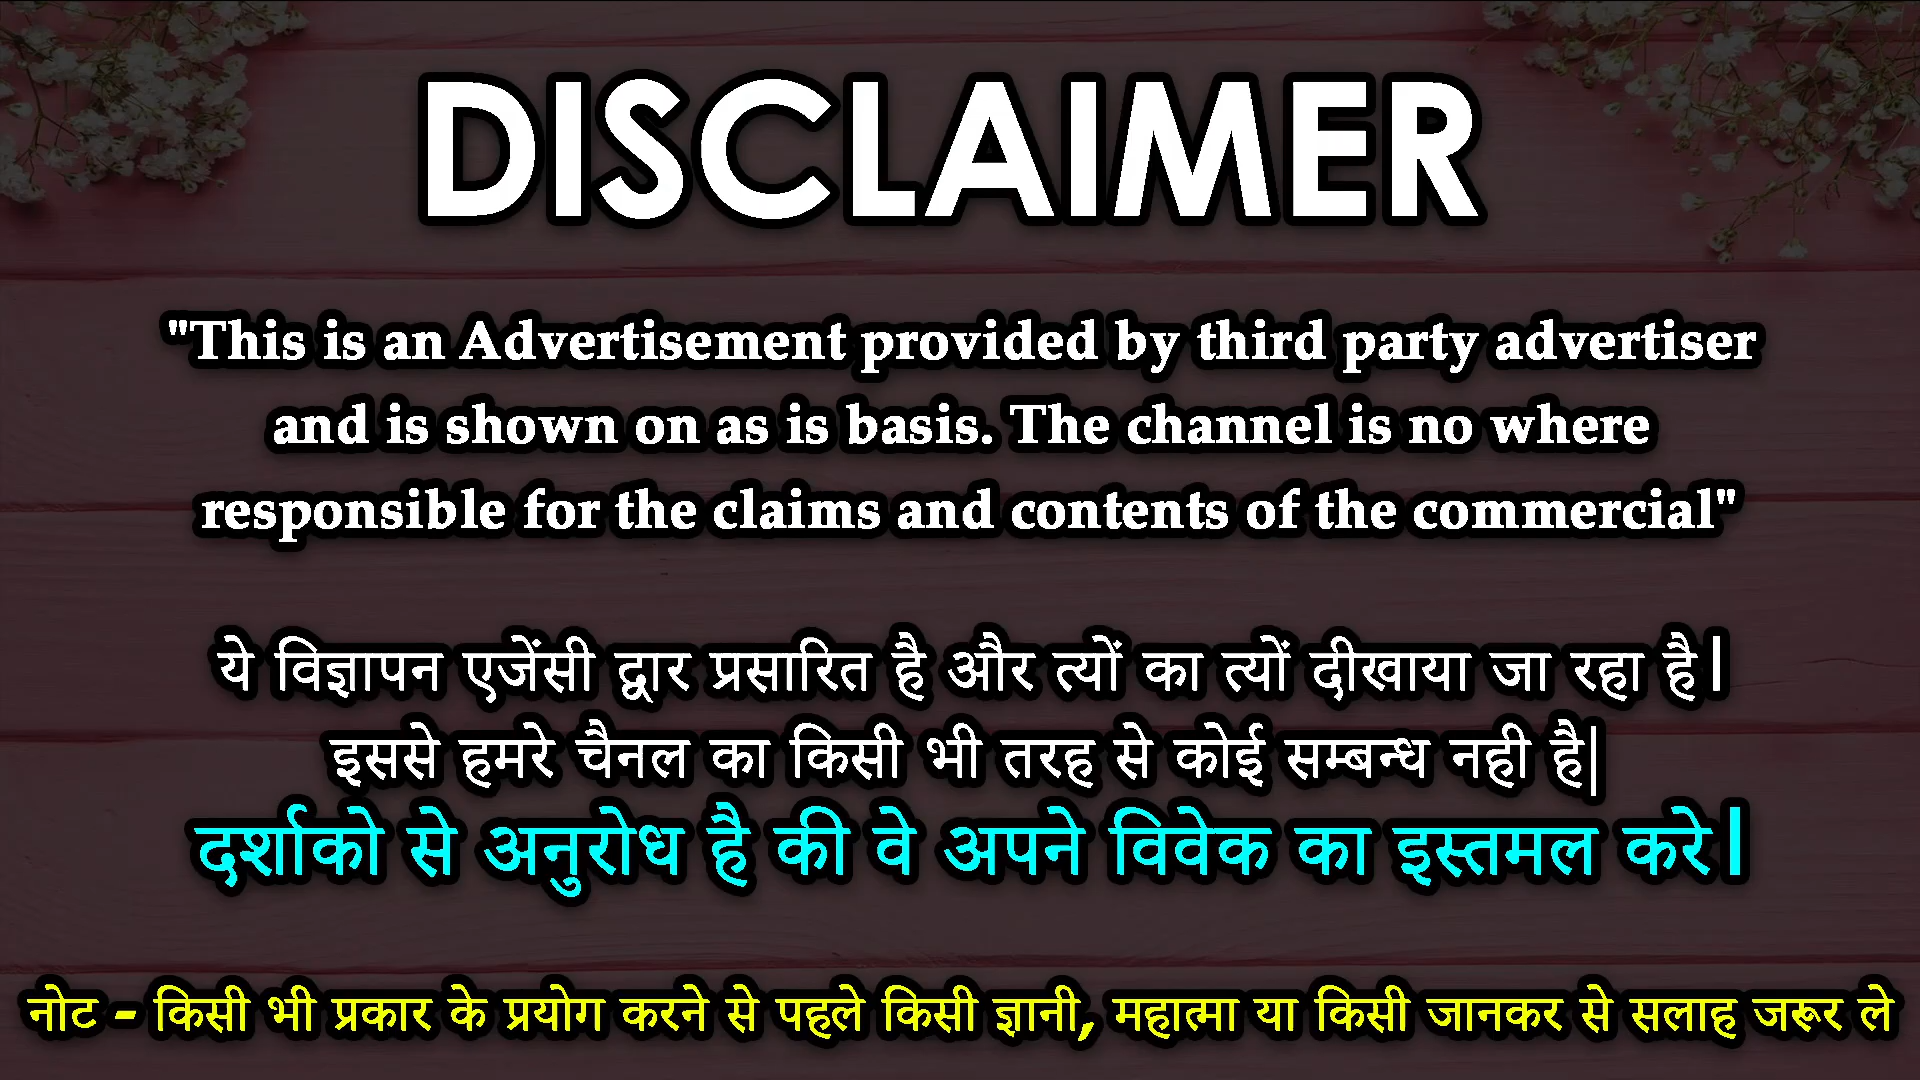 DISCLAIMER
"This is an Advertisement provided by third party advertiser
and is shown on as is basis. The channel is no where
responsible for the claims and contents of the commercial"
ये विज्ञापन एजेंसी द्वार प्रसारित है और त्यों का त्यों दीखाया जा रहा है|
इससे हमरे चैनल का किसी भी तरह से कोई सम्बन्ध नही है|
दर्शाको से अनुरोध है की वे अपने विवेक का इस्तमल करे|
नोट - किसी भी प्रकार के प्रयोग करने से पहले किसी ज्ञानी, महात्मा या किसी जानकर से सलाह जरूर ले